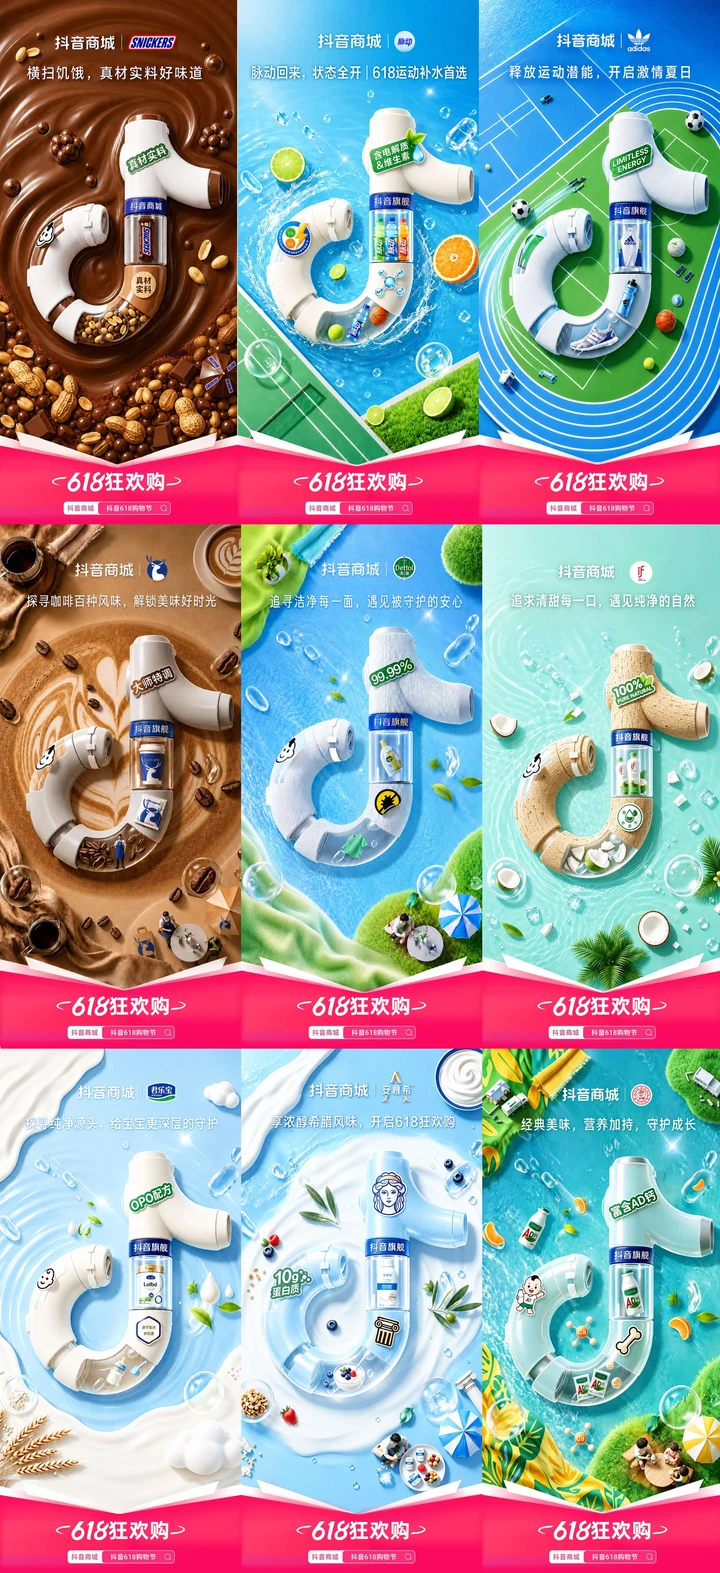 抖音商城 | SNICKERS
横扫饥饿，真材实料好味道
真材实料
抖音商城
SNICKERS
真材
实料
618狂欢购
抖音商城 抖音618购物节
抖音商城 | 脉动
脉动回来，状态全开 | 618运动补水首选
含电解质
&维生素
抖音旗舰
618狂欢购
抖音商城 抖音618购物节
抖音商城 | adidas
释放运动潜能，开启激情夏日
LIMITLESS
ENERGY
抖音旗舰
618狂欢购
抖音商城 抖音618购物节
抖音商城
探寻咖啡百种风味，解锁美味好时光
大师特调
抖音旗舰
618狂欢购
抖音商城 抖音618购物节
抖音商城 | Dettol
追寻洁净每一面，遇见被守护的安心
99.99%
抖音旗舰
618狂欢购
抖音商城 抖音618购物节
抖音商城 | if
追求清甜每一口，遇见纯净的自然
100%
PURE NATURAL
抖音旗舰
618狂欢购
抖音商城 抖音618购物节
抖音商城 | 君乐宝
探寻纯净源头，给宝宝更深层的守护
OPO配方
抖音旗舰
618狂欢购
抖音商城 抖音618购物节
抖音商城 | 安慕希
享浓醇希腊风味，开启618狂欢购
抖音旗舰
10g
蛋白质
618狂欢购
抖音商城 抖音618购物节
抖音商城
经典美味，营养加持，守护成长
富含AD钙
抖音旗舰
AD
618狂欢购
抖音商城 抖音618购物节